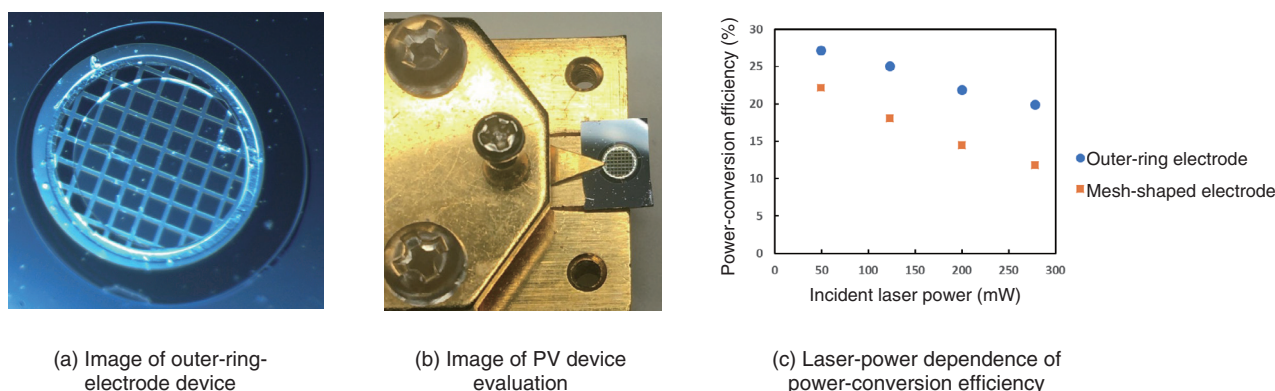 30
25
20
15
10
5
0
0 50 100 150 200 250 300
Power-conversion efficiency (%)
Incident laser power (mW)
Outer-ring electrode
Mesh-shaped electrode
(a) Image of outer-ring-
electrode device
(b) Image of PV device
evaluation
(c) Laser-power dependence of
power-conversion efficiency